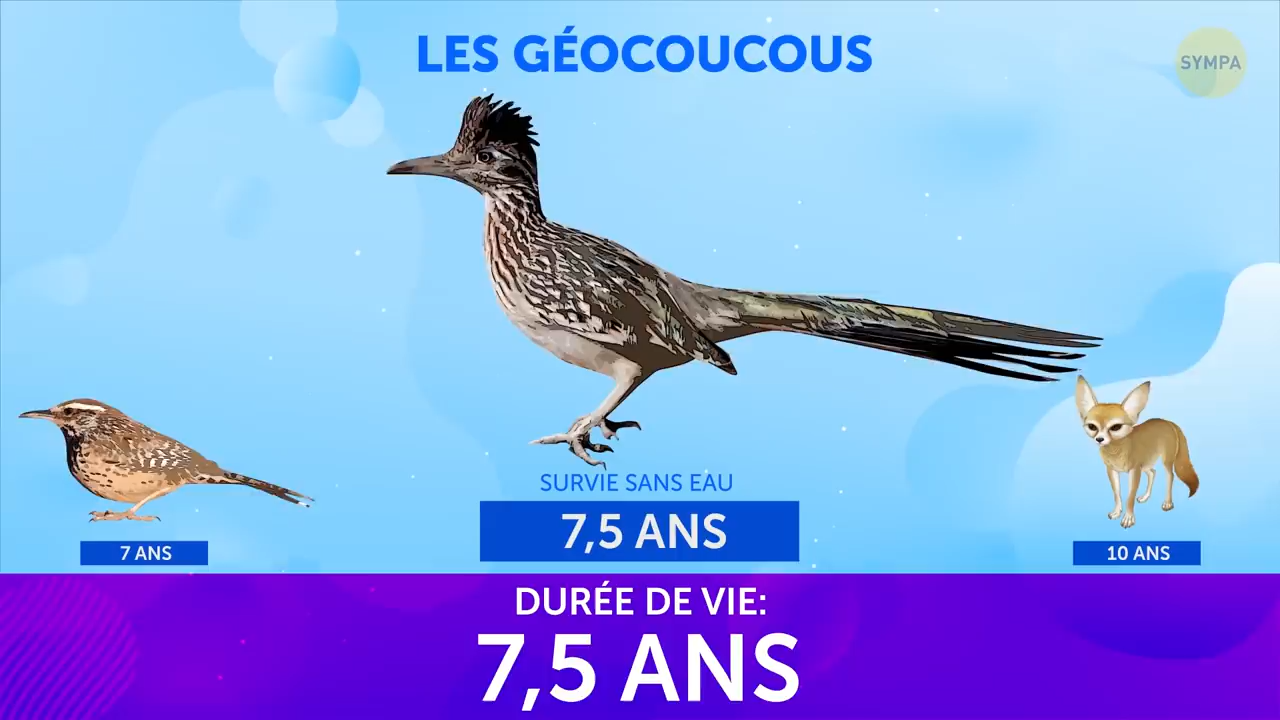 LES GÉOCOUCOUS
SYMPA
SURVIE SANS EAU
7,5 ANS
7 ANS
10 ANS
DURÉE DE VIE:
7,5 ANS